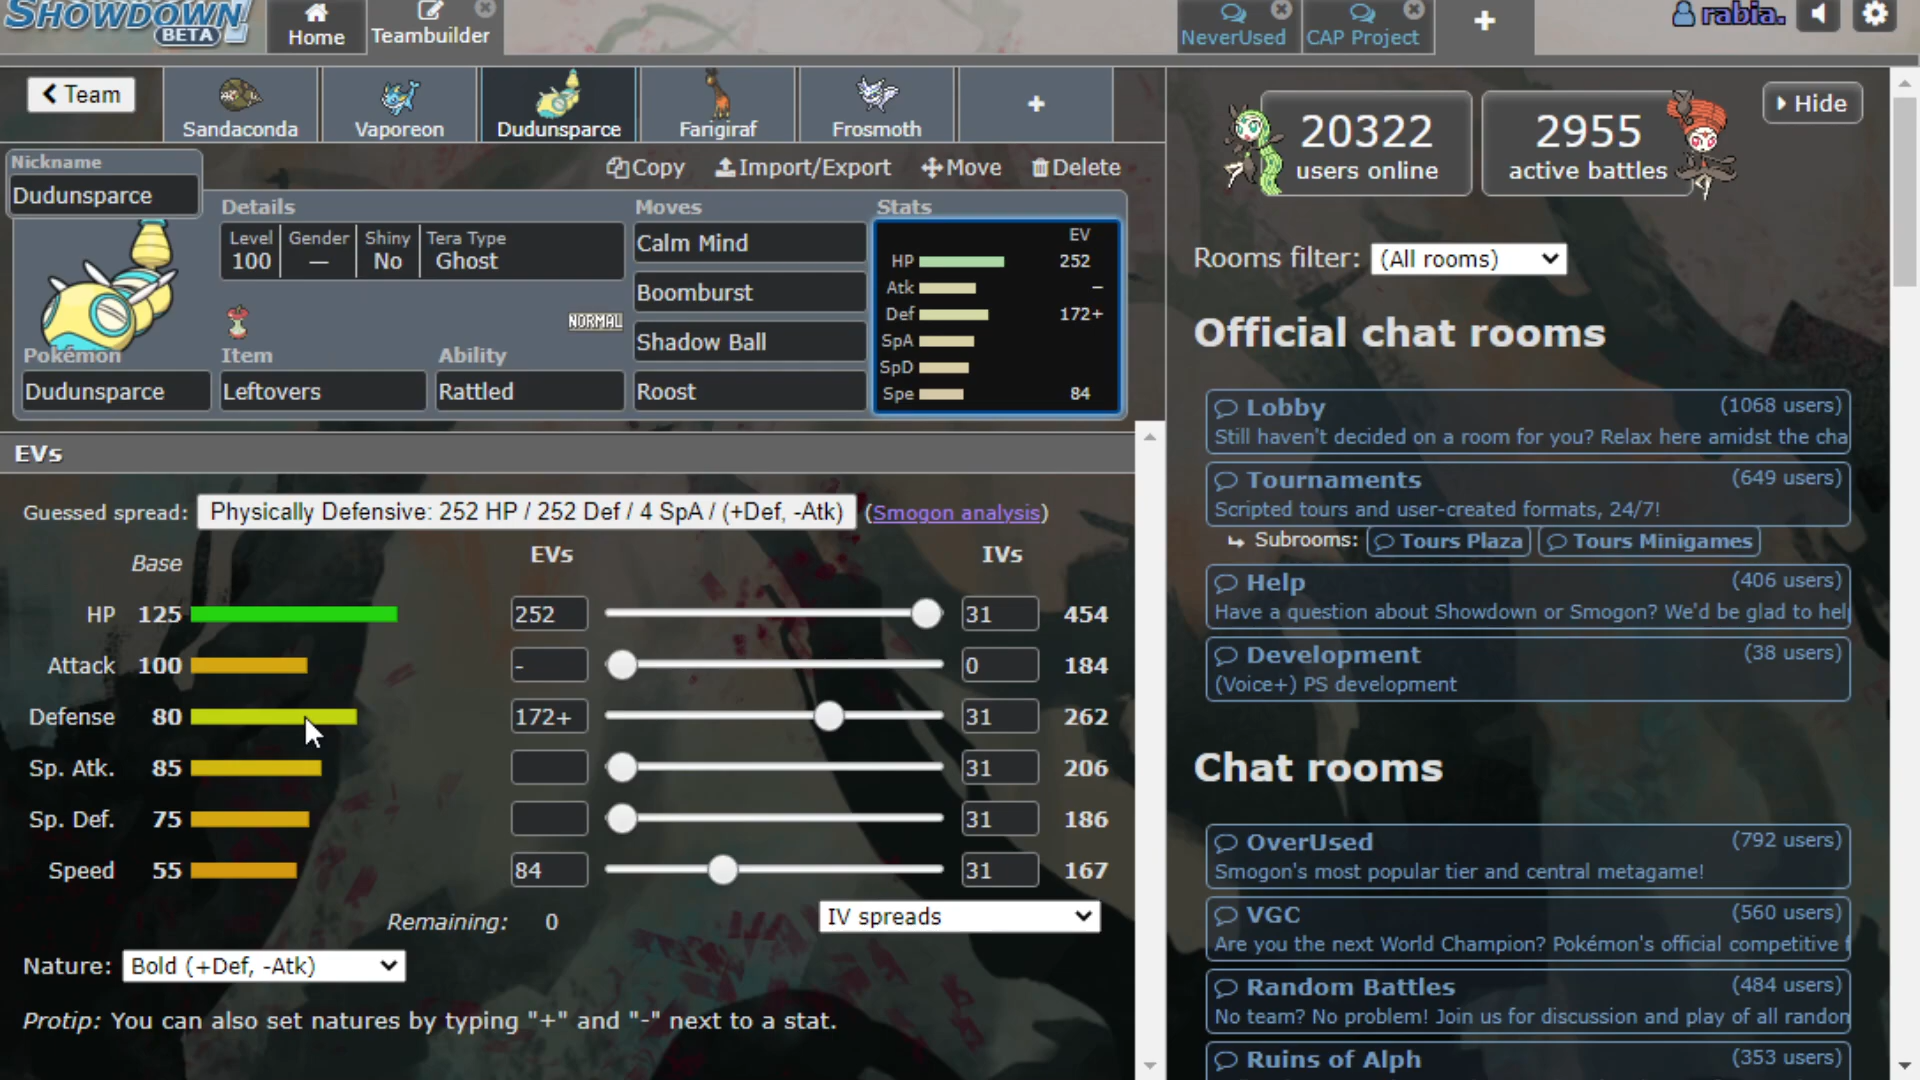 SHOWDOWN
BETA
Home
Teambuilder
NeverUsed
CAP Project
+
rabia.
Team
Sandaconda
Vaporeon
Dudunsparce
Farigiraf
Frosmoth
+
Copy
Import/Export
Move
Delete
Nickname
Dudunsparce
Details
Level
100
Gender
—
Shiny
No
Tera Type
Ghost
NORMAL
Pokémon
Dudunsparce
Item
Leftovers
Ability
Rattled
Moves
Calm Mind
Boomburst
Shadow Ball
Roost
Stats
EV
HP 252
Atk –
Def 172+
SpA
SpD
Spe 84
EVs
Guessed spread: Physically Defensive: 252 HP / 252 Def / 4 SpA / (+Def, -Atk) (Smogon analysis)
Base EVs IVs
HP 125 252 31 454
Attack 100 - 0 184
Defense 80 172+ 31 262
Sp. Atk. 85 31 206
Sp. Def. 75 31 186
Speed 55 84 31 167
Remaining: 0
IV spreads
Nature: Bold (+Def, -Atk)
Protip: You can also set natures by typing "+" and "-" next to a stat.
20322
users online
2955
active battles
Hide
Rooms filter: (All rooms)
Official chat rooms
Lobby (1068 users)
Still haven't decided on a room for you? Relax here amidst the cha
Tournaments (649 users)
Scripted tours and user-created formats, 24/7!
Subrooms: Tours Plaza Tours Minigames
Help (406 users)
Have a question about Showdown or Smogon? We'd be glad to hel
Development (38 users)
(Voice+) PS development
Chat rooms
OverUsed (792 users)
Smogon's most popular tier and central metagame!
VGC (560 users)
Are you the next World Champion? Pokémon's official competitive
Random Battles (484 users)
No team? No problem! Join us for discussion and play of all randon
Ruins of Alph (353 users)